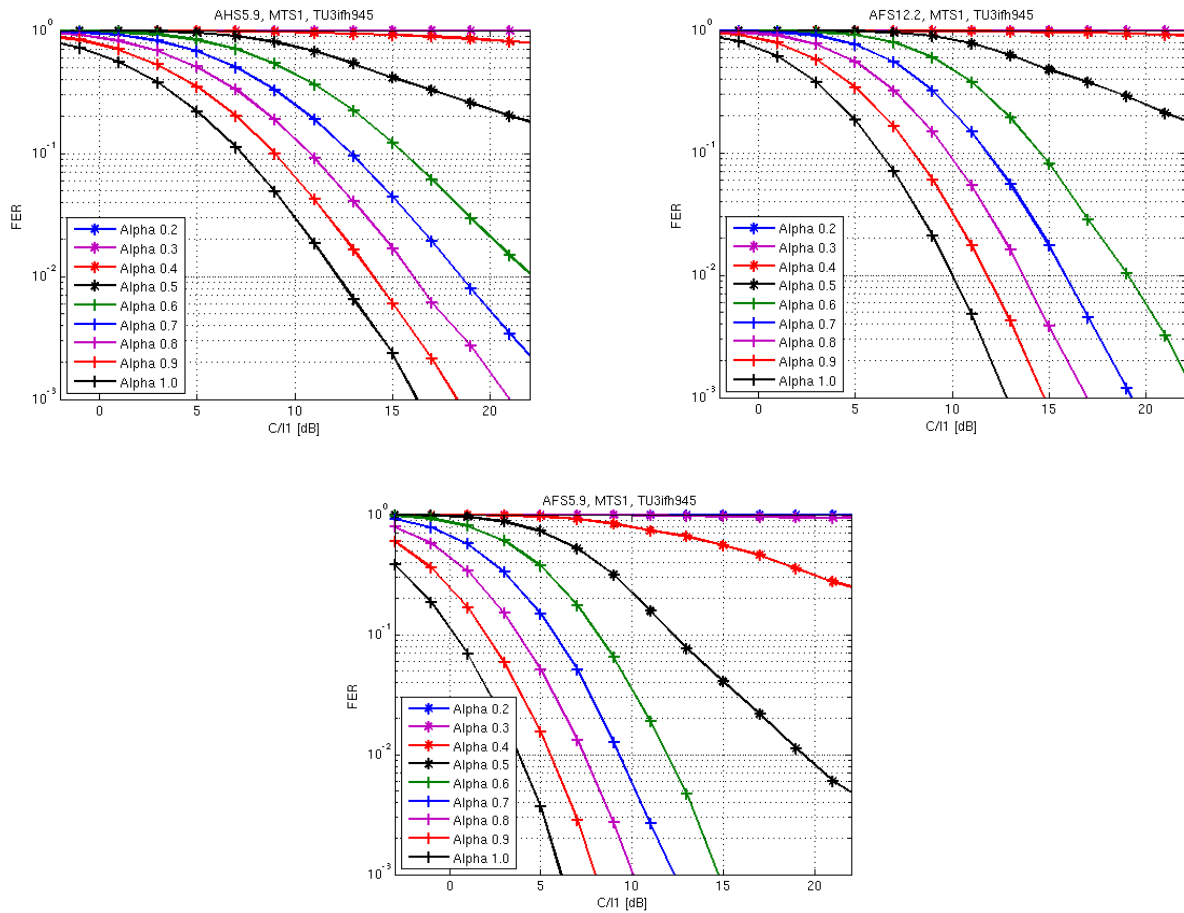 AHS5.9, MTS1, TU3ifh945
10^0
10^-1
10^-2
10^-3
FER
Alpha 0.2
Alpha 0.3
Alpha 0.4
Alpha 0.5
Alpha 0.6
Alpha 0.7
Alpha 0.8
Alpha 0.9
Alpha 1.0
0 5 10 15 20
C/I1 [dB]
AFS12.2, MTS1, TU3ifh945
10^0
10^-1
10^-2
10^-3
FER
Alpha 0.2
Alpha 0.3
Alpha 0.4
Alpha 0.5
Alpha 0.6
Alpha 0.7
Alpha 0.8
Alpha 0.9
Alpha 1.0
0 5 10 15 20
C/I1 [dB]
AFS5.9, MTS1, TU3ifh945
10^0
10^-1
10^-2
10^-3
FER
Alpha 0.2
Alpha 0.3
Alpha 0.4
Alpha 0.5
Alpha 0.6
Alpha 0.7
Alpha 0.8
Alpha 0.9
Alpha 1.0
0 5 10 15 20
C/I1 [dB]